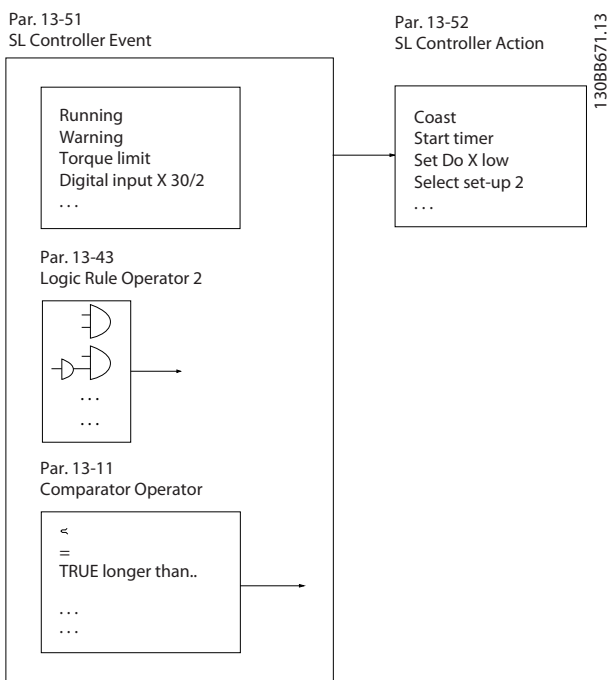 Par. 13-51
SL Controller Event
Par. 13-52
SL Controller Action
130BB671.13
Running
Warning
Torque limit
Digital input X 30/2
. . .
Coast
Start timer
Set Do X low
Select set-up 2
. . .
Par. 13-43
Logic Rule Operator 2
. . .
. . .
Par. 13-11
Comparator Operator
<
=
TRUE longer than..
. . .
. . .